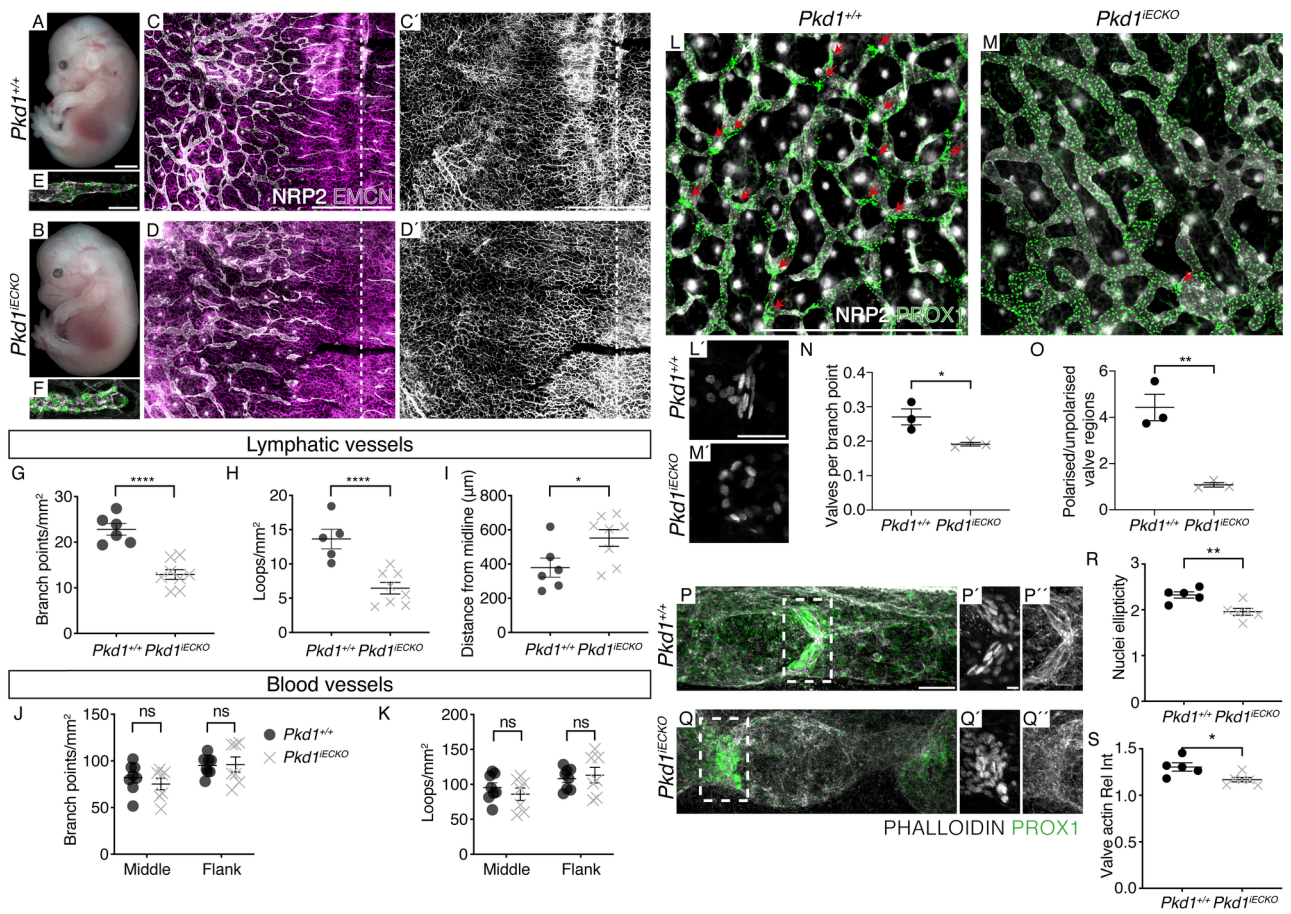 Pkd1+/+
Pkd1iECKO
A
B
E
F
C
C′
NRP2 EMCN
D
D′
Pkd1+/+
Pkd1iECKO
L
M
NRP2 PROX1
L′
Pkd1+/+
M′
Pkd1iECKO
N
Valves per branch point
0.0
0.1
0.2
0.3
0.4
*
Pkd1+/+ Pkd1iECKO
O
Polarised/unpolarised
valve regions
0
2
4
6
**
Pkd1+/+ Pkd1iECKO
Lymphatic vessels
G
Branch points/mm2
0
10
20
30
****
Pkd1+/+ Pkd1iECKO
H
Loops/mm2
0
5
10
15
20
****
Pkd1+/+ Pkd1iECKO
I
Distance from midline (μm)
0
200
400
600
800
*
Pkd1+/+ Pkd1iECKO
Blood vessels
J
Branch points/mm2
0
50
100
150
ns
ns
Middle
Flank
Pkd1+/+
Pkd1iECKO
K
Loops/mm2
0
50
100
150
200
ns
ns
Middle
Flank
Pkd1+/+
P
P′
P′′
Pkd1iECKO
Q
Q′
Q′′
PHALLOIDIN PROX1
R
Nuclei ellipticity
0
1
2
3
**
Pkd1+/+ Pkd1iECKO
S
Valve actin Rel Int
0.0
0.5
1.0
1.5
*
Pkd1+/+ Pkd1iECKO